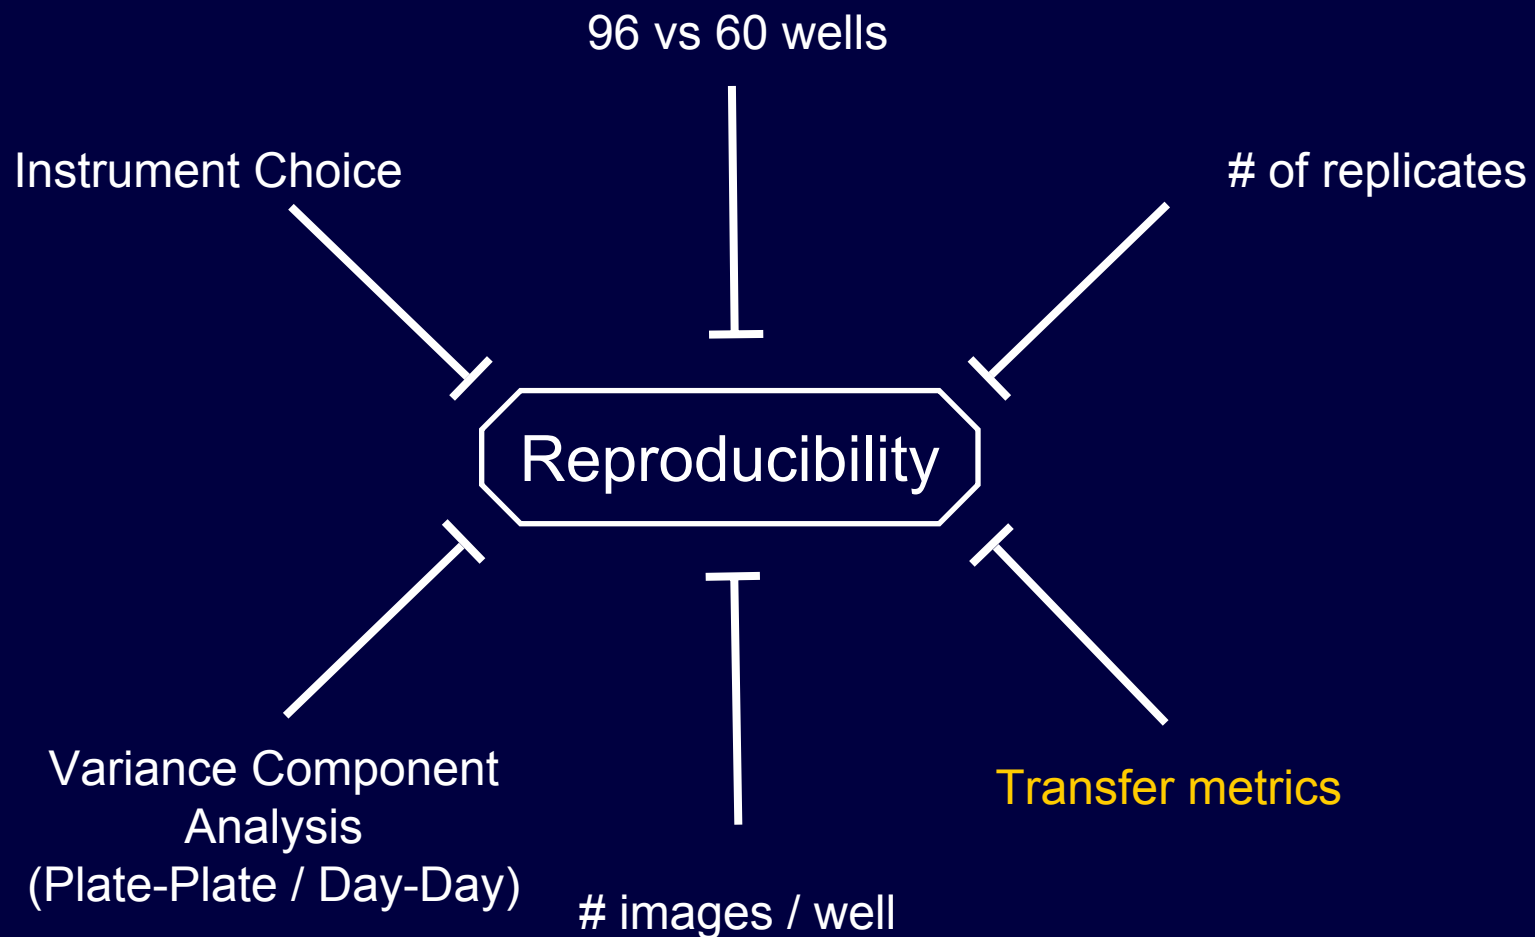 96 vs 60 wells
Instrument Choice
# of replicates
Reproducibility
Variance Component
Analysis
(Plate-Plate / Day-Day)
Transfer metrics
# images / well